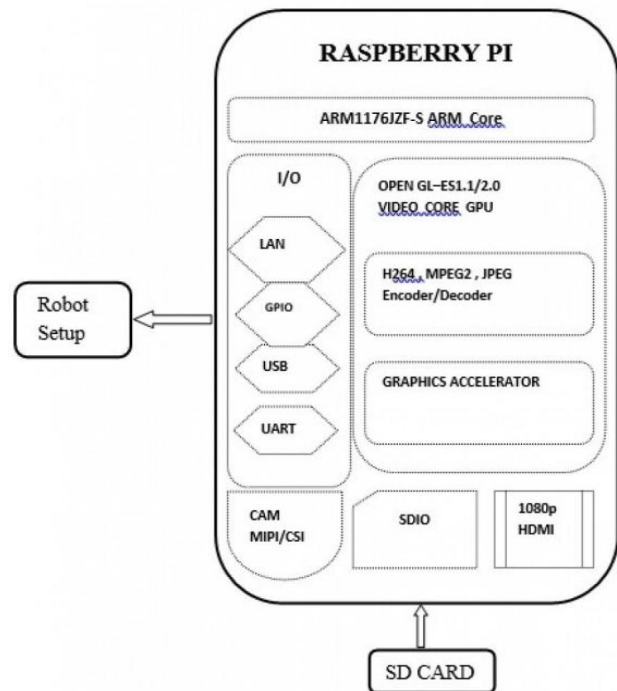 RASPBERRY PI
ARM1176JZF-S ARM Core
I/O
LAN
GPIO
USB
UART
OPEN GL–ES1.1/2.0
VIDEO CORE GPU
H264 , MPEG2 , JPEG
Encoder/Decoder
GRAPHICS ACCELERATOR
Robot
Setup
CAM
MIPI/CSI
SDIO
1080p
HDMI
SD CARD